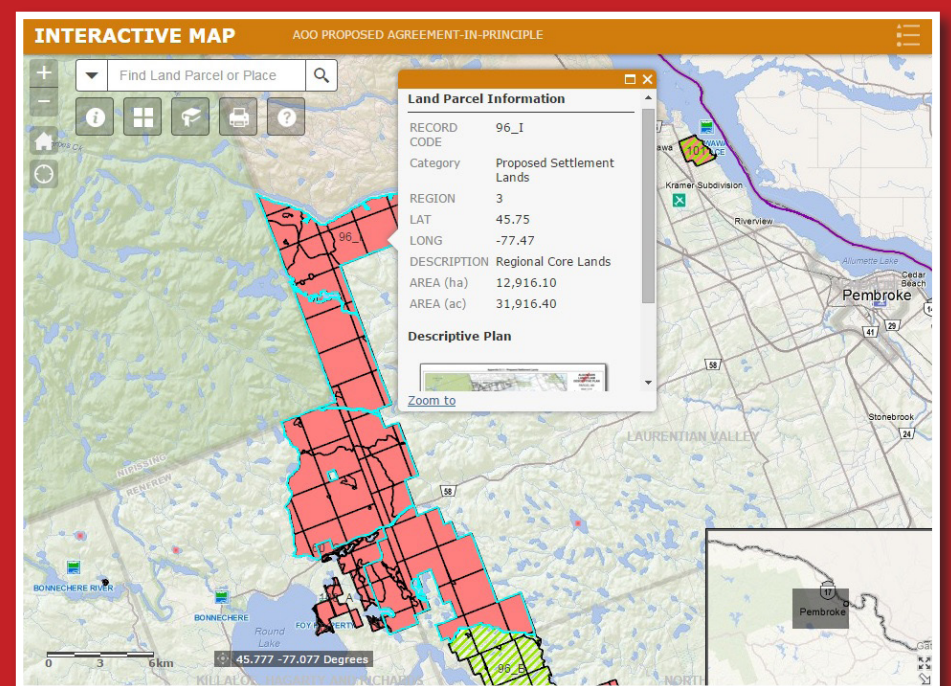 INTERACTIVE MAP
AOO PROPOSED AGREEMENT-IN-PRINCIPLE
+
Find Land Parcel or Place
−
Land Parcel Information
RECORD CODE 96_I
Category Proposed Settlement Lands
REGION 3
LAT 45.75
LONG -77.47
DESCRIPTION Regional Core Lands
AREA (ha) 12,916.10
AREA (ac) 31,916.40
Descriptive Plan
Zoom to
101
Kramer Subdivision
Riverview
Allumette Lake
Cedar Beach
Pembroke
41
29
58
Stonebrook
24
LAURENTIAN VALLEY
NIPISSING
RENFREW
58
BONNECHERE RIVER
BONNECHERE
Round Lake
96_E
17
Pembroke
0 3 6km
45.777 -77.077 Degrees
NORTH